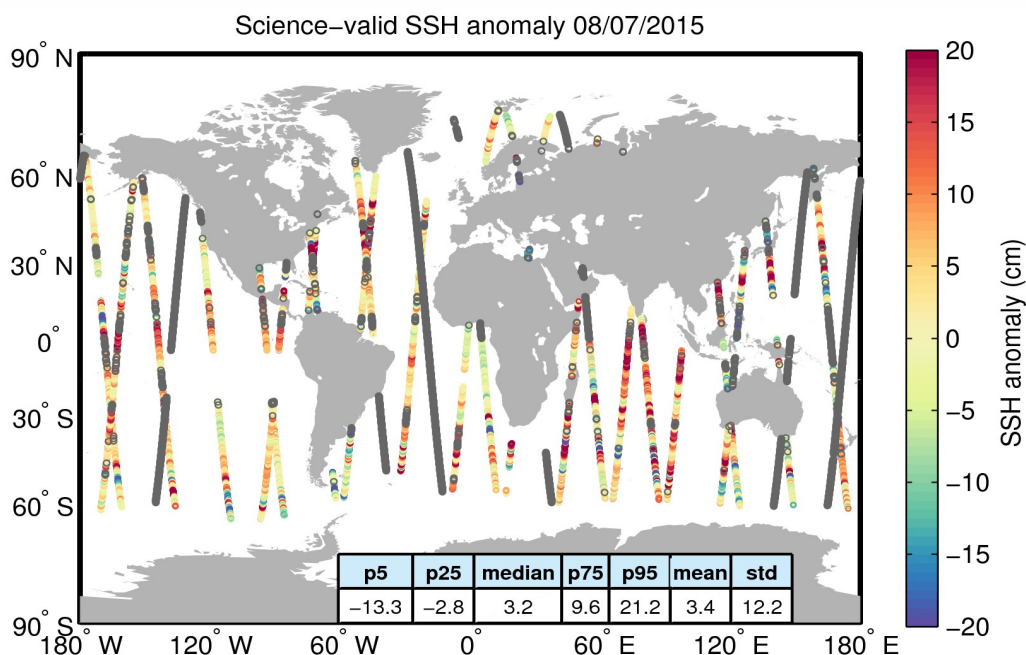 Science−valid SSH anomaly 08/07/2015
90° N
60° N
30° N
0°
30° S
60° S
90° S
180° W
120° W
60° W
0°
60° E
120° E
180° E
p5 p25 median p75 p95 mean std
−13.3 −2.8 3.2 9.6 21.2 3.4 12.2
20
15
10
5
0
−5
−10
−15
−20
SSH anomaly (cm)